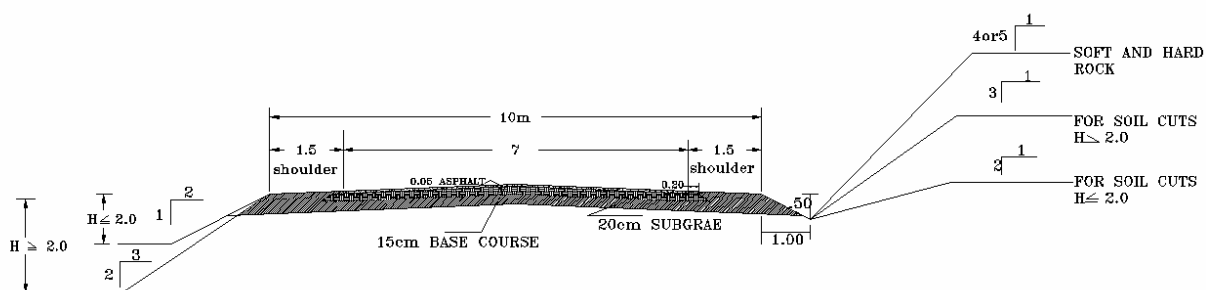 1
4or5
SOFT AND HARD
ROCK
1
3
10m
FOR SOIL CUTS
H> 2.0
1.5
7
1.5
shoulder
shoulder
1
2
0.05 ASPHALT
0.20
2
1
H≤ 2.0
.50
FOR SOIL CUTS
H≤ 2.0
15cm BASE COURSE
20cm SUBGRAE
1.00
H ≥ 2.0
3
2